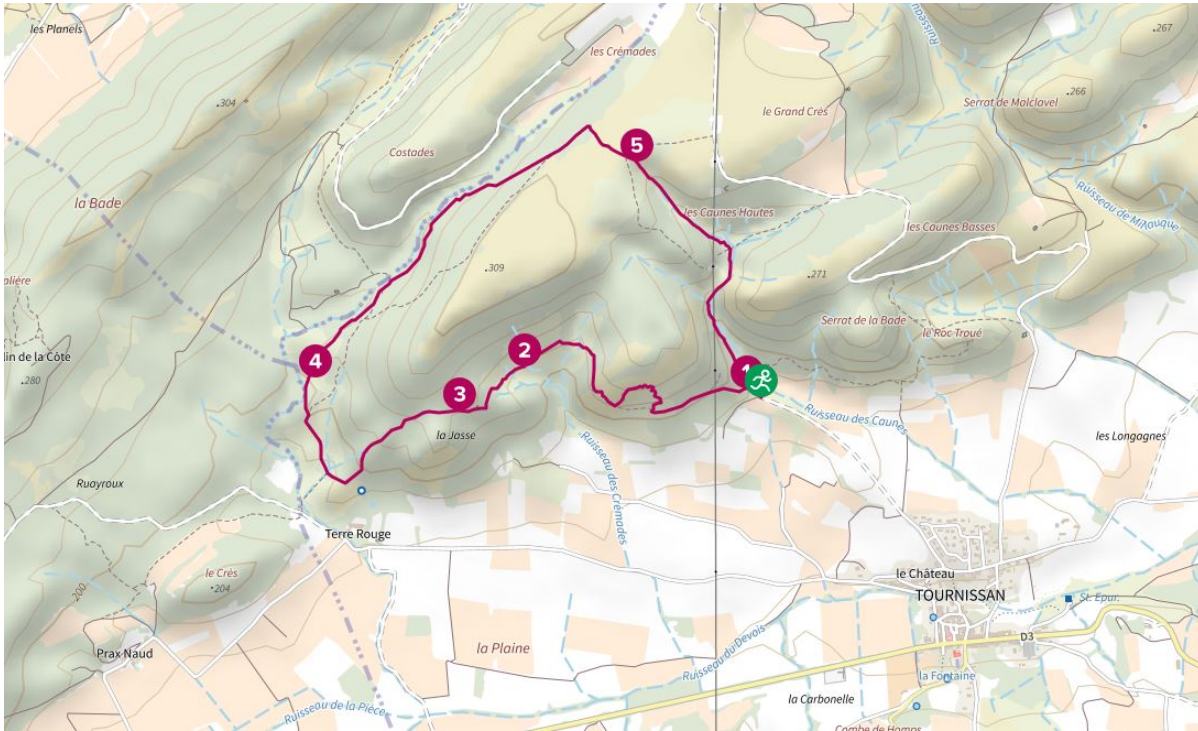 les Planels
304
la Bade
Costades
les Crémades
le Grand Crès
Ruisseau
267
266
Serrat de Malclavel
Ruisseau de Milauque
5
les Caunes Hautes
les Caunes Basses
309
271
Serrat de la Bade
le Roc Troué
4
lin de la Côte
280
2
3
la Jasse
Ruisseau des Caunes
les Longagnes
Ruisseau des Crémades
Ruayroux
Terre Rouge
le Crès
204
200
Prax Naud
la Plaine
le Château
TOURNISSAN
St. Epur.
D3
Ruisseau du Devois
la Fontaine
la Carbonelle
Ruisseau de la Pièce
Combe de Homps